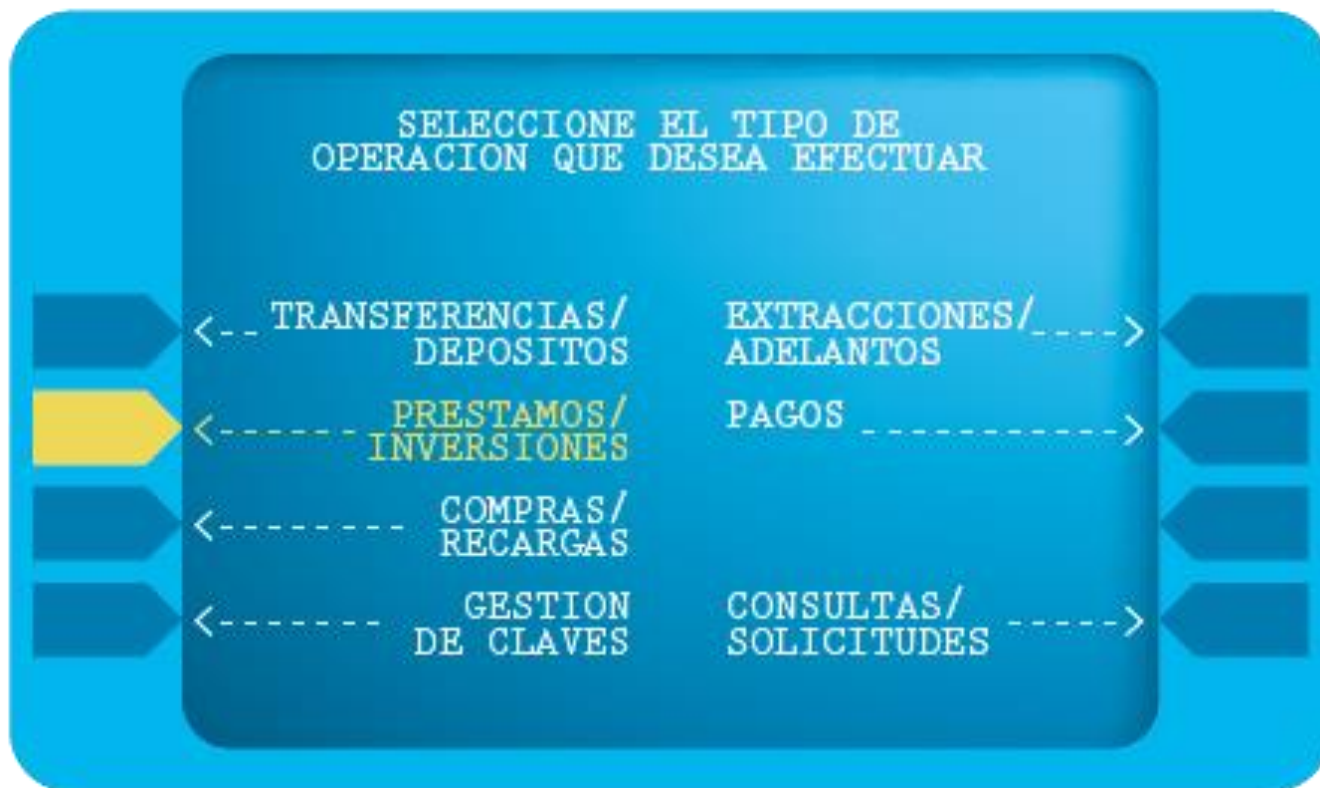 SELECCIONE EL TIPO DE
OPERACION QUE DESEA EFECTUAR
TRANSFERENCIAS/
DEPOSITOS
EXTRACCIONES/
ADELANTOS
PRESTAMOS/
INVERSIONES
PAGOS
COMPRAS/
RECARGAS
GESTION
DE CLAVES
CONSULTAS/
SOLICITUDES